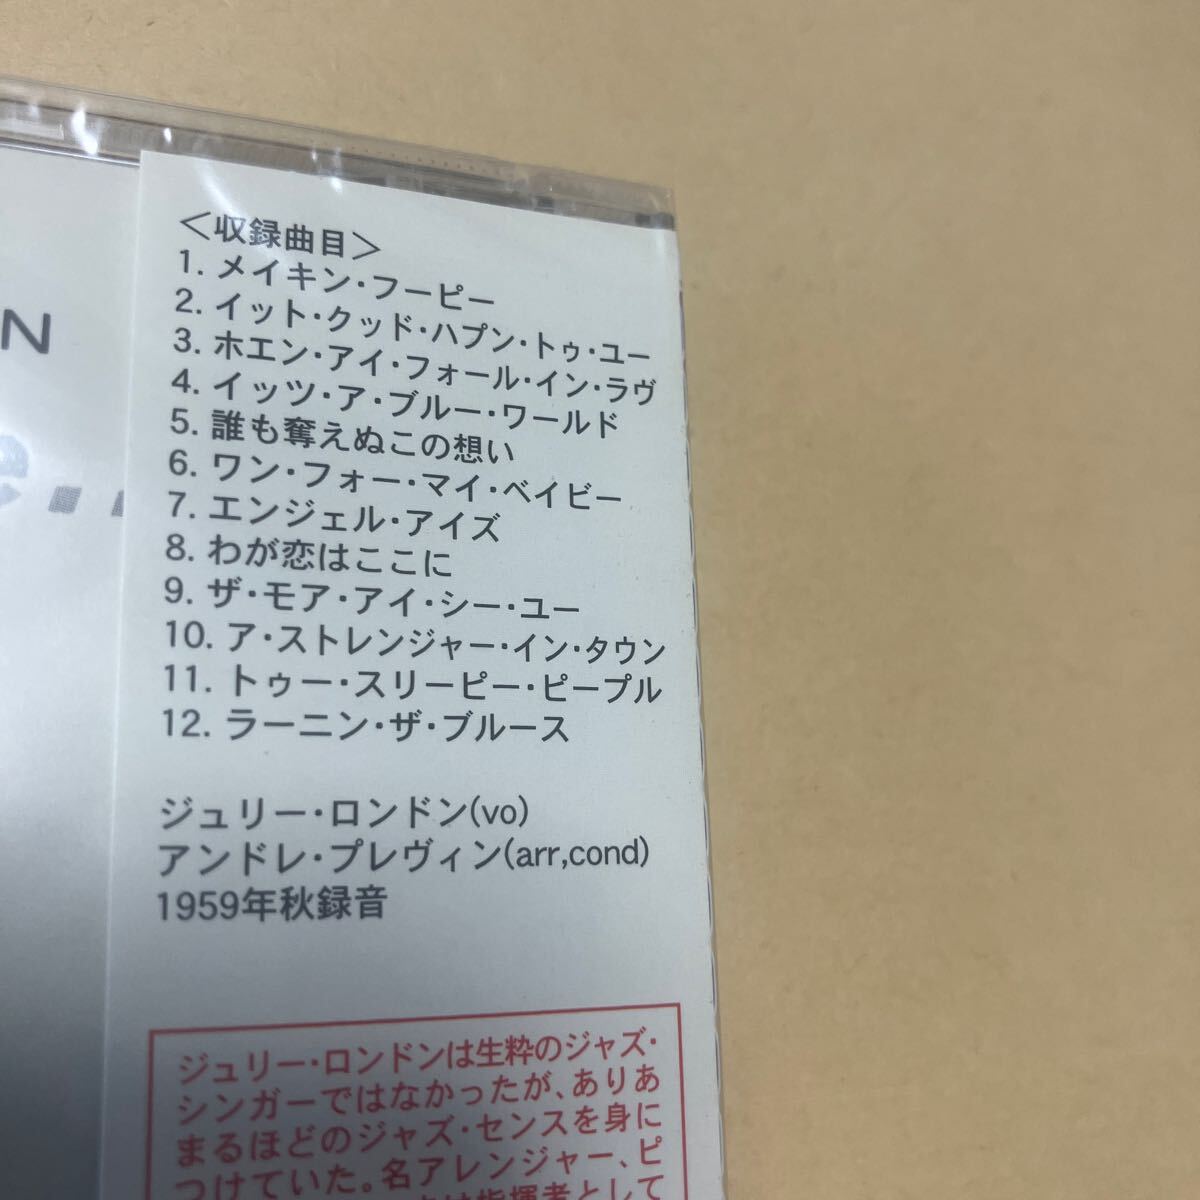 N
e..
<収録曲目>
1. メイキン・フーピー
2. イット・クッド・ハプン・トゥ・ユー
3. ホエン・アイ・フォール・イン・ラヴ
4. イッツ・ア・ブルー・ワールド
5. 誰も奪えぬこの想い
6. ワン・フォー・マイ・ベイビー
7. エンジェル・アイズ
8. わが恋はここに
9. ザ・モア・アイ・シー・ユー
10. ア・ストレンジャー・イン・タウン
11. トゥー・スリーピー・ピープル
12. ラーニン・ザ・ブルース
ジュリー・ロンドン(vo)
アンドレ・プレヴィン(arr,cond)
1959年秋録音
ジュリー・ロンドンは生粋のジャズ・
シンガーではなかったが、ありあ
まるほどのジャズ・センスを身に
つけていた。名アレンジャー、ピ
は指揮者として